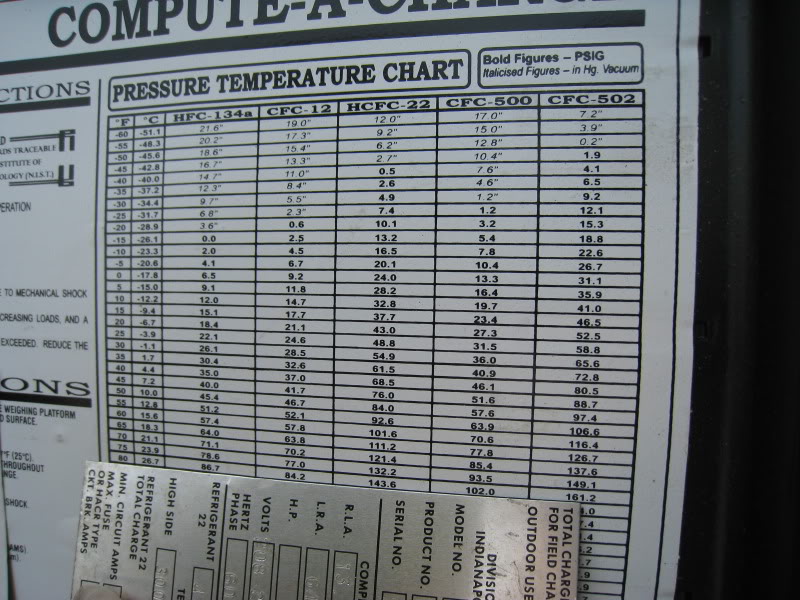 COMPUTE-A-CHARGE
CTIONS
RDS TRACEABLE
STITUTE OF
OLOGY (N.I.S.T.)
ERATION
E TO MECHANICAL SHOCK
CREASING LOADS, AND A
EXCEEDED. REDUCE THE
ONS
E WEIGHING PLATFORM
D SURFACE.
°F (25°C).
THROUGHOUT
NGE.
SHOCK
PRESSURE TEMPERATURE CHART
Bold Figures – PSIG
Italicised Figures – in Hg. Vacuum
°F °C HFC-134a CFC-12 HCFC-22 CFC-500 CFC-502
-60 -51.1 21.6" 19.0" 12.0" 17.0" 7.2"
-55 -48.3 20.2" 17.3" 9.2" 15.0" 3.9"
-50 -45.6 18.6" 15.4" 6.2" 12.8" 0.2"
-45 -42.8 16.7" 13.3" 2.7" 10.4" 1.9
-40 -40.0 14.7" 11.0" 0.5 7.6" 4.1
-35 -37.2 12.3" 8.4" 2.6 4.6" 6.5
-30 -34.4 9.7" 5.5" 4.9 1.2" 9.2
-25 -31.7 6.8" 2.3" 7.4 1.2 12.1
-20 -28.9 3.6" 0.6 10.1 3.2 15.3
-15 -26.1 0.0 2.5 13.2 5.4 18.8
-10 -23.3 2.0 4.5 16.5 7.8 22.6
-5 -20.6 4.1 6.7 20.1 10.4 26.7
0 -17.8 6.5 9.2 24.0 13.3 31.1
5 -15.0 9.1 11.8 28.2 16.4 35.9
10 -12.2 12.0 14.7 32.8 19.7 41.0
15 -9.4 15.1 17.7 37.7 23.4 46.5
20 -6.7 18.4 21.1 43.0 27.3 52.5
25 -3.9 22.1 24.6 48.8 31.5 58.8
30 -1.1 26.1 28.5 54.9 36.0 65.6
35 1.7 30.4 32.6 61.5 40.9 72.8
40 4.4 35.0 37.0 68.5 46.1 80.5
45 7.2 40.0 41.7 76.0 51.6 88.7
50 10.0 45.4 46.7 84.0 57.6 97.4
55 12.8 51.2 52.1 92.6 63.9 106.6
60 15.6 57.4 57.8 101.6 70.6 116.4
65 18.3 64.0 63.8 111.2 77.8 126.7
70 21.1 71.1 70.2 121.4 85.4 137.6
75 23.9 78.6 77.0 132.2 93.5 149.1
80 26.7 86.7 84.2 143.6 102.0 161.2
TOTAL CHARG
FOR FIELD CHA
OUTDOOR USE
DIVISI
INDIANAP
MODEL NO.
PRODUCT NO.
SERIAL NO.
COMP
R.L.A.
L.R.A.
H.P.
VOLTS
HERTZ
PHASE
REFRIGERANT
22
HIGH SIDE
REFRIGERANT 22
TOTAL CHARGE
MIN. CIRCUIT AMPS
MAX. FUSE
OR HACR TYPE
CKT. BRK. AMPS